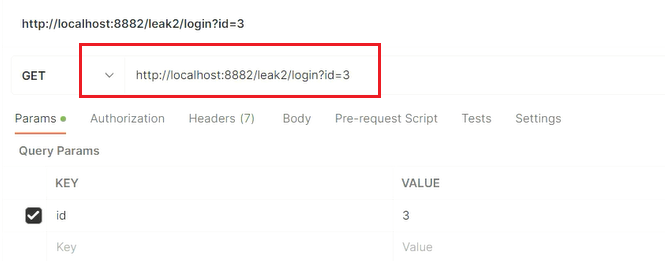 http://localhost:8882/leak2/login?id=3
GET http://localhost:8882/leak2/login?id=3
Params Authorization Headers (7) Body Pre-request Script Tests Settings
Query Params
KEY VALUE
id 3
Key Value